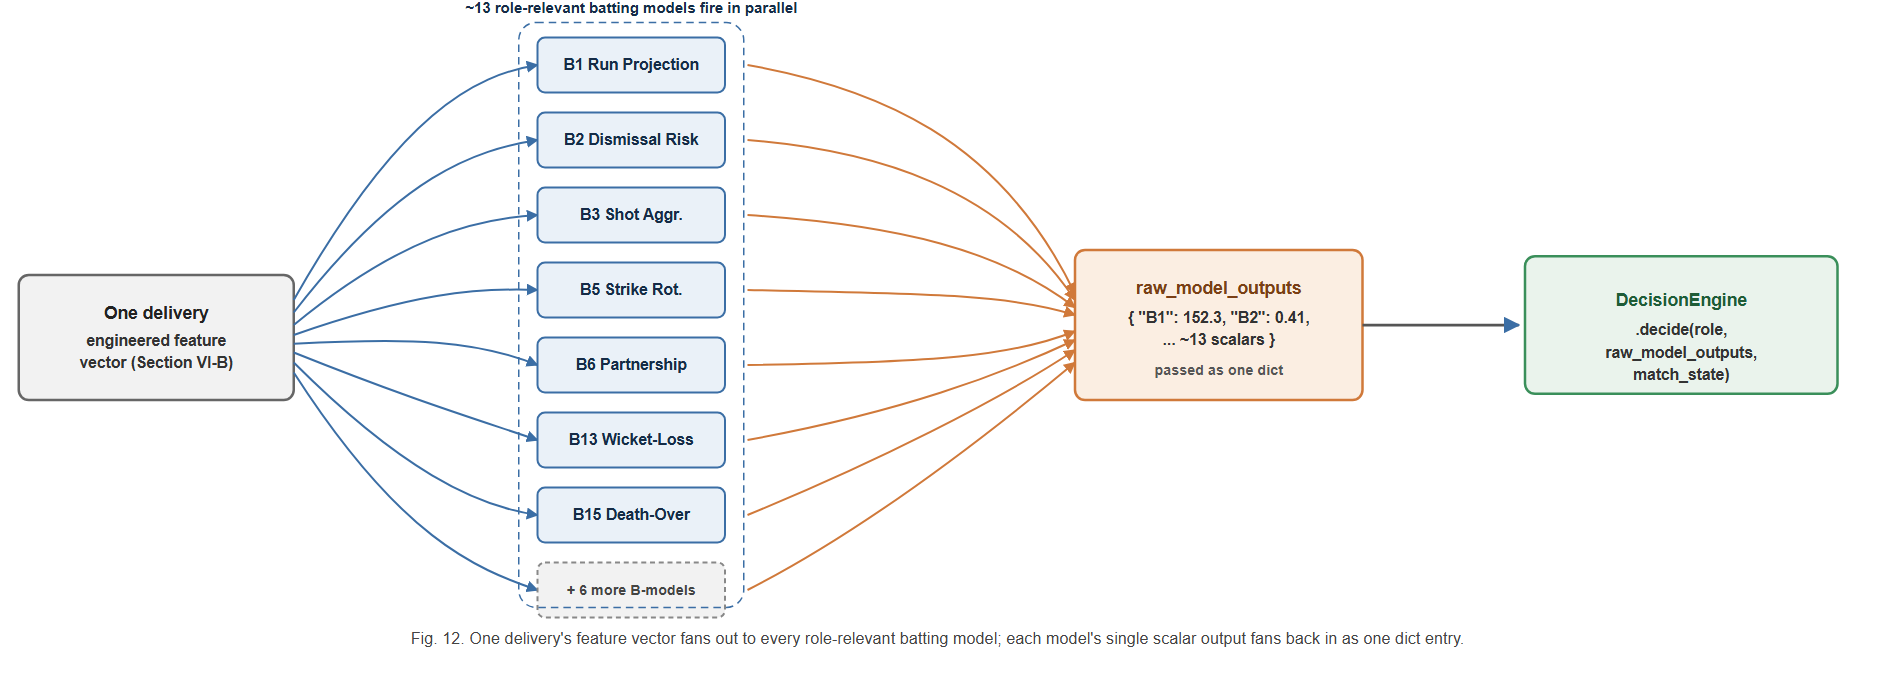 ~13 role-relevant batting models fire in parallel
B1 Run Projection
B2 Dismissal Risk
B3 Shot Aggr.
B5 Strike Rot.
B6 Partnership
B13 Wicket-Loss
B15 Death-Over
+ 6 more B-models
One delivery
engineered feature
vector (Section VI-B)
raw_model_outputs
{ "B1": 152.3, "B2": 0.41,
... ~13 scalars }
passed as one dict
DecisionEngine
.decide(role,
raw_model_outputs,
match_state)
Fig. 12. One delivery's feature vector fans out to every role-relevant batting model; each model's single scalar output fans back in as one dict entry.